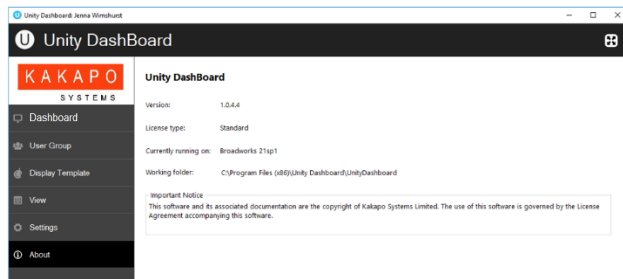 Unity Dashboard: Jenna Wimshurst
Unity DashBoard
KAKAPO
SYSTEMS
Dashboard
User Group
Display Template
View
Settings
About
Unity DashBoard
Version: 1.0.4.4
License type: Standard
Currently running on: Broadworks 21sp1
Working folder: C:\Program Files (x86)\Unity Dashboard\UnityDashboard
Important Notice
This software and its associated documentation are the copyright of Kakapo Systems Limited. The use of this software is governed by the License
Agreement accompanying this software.